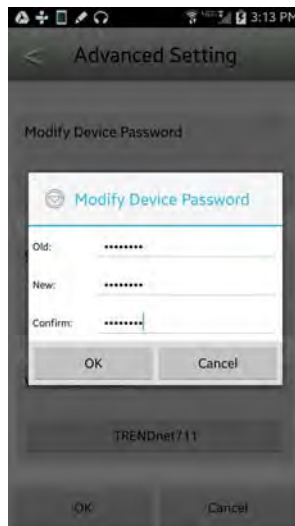 3:13 PM
Advanced Setting
Modify Device Password
Modify Device Password
Old: ••••••••
New: ••••••••
Confirm: ••••••••
OK Cancel
TRENDnet711
OK Cancel